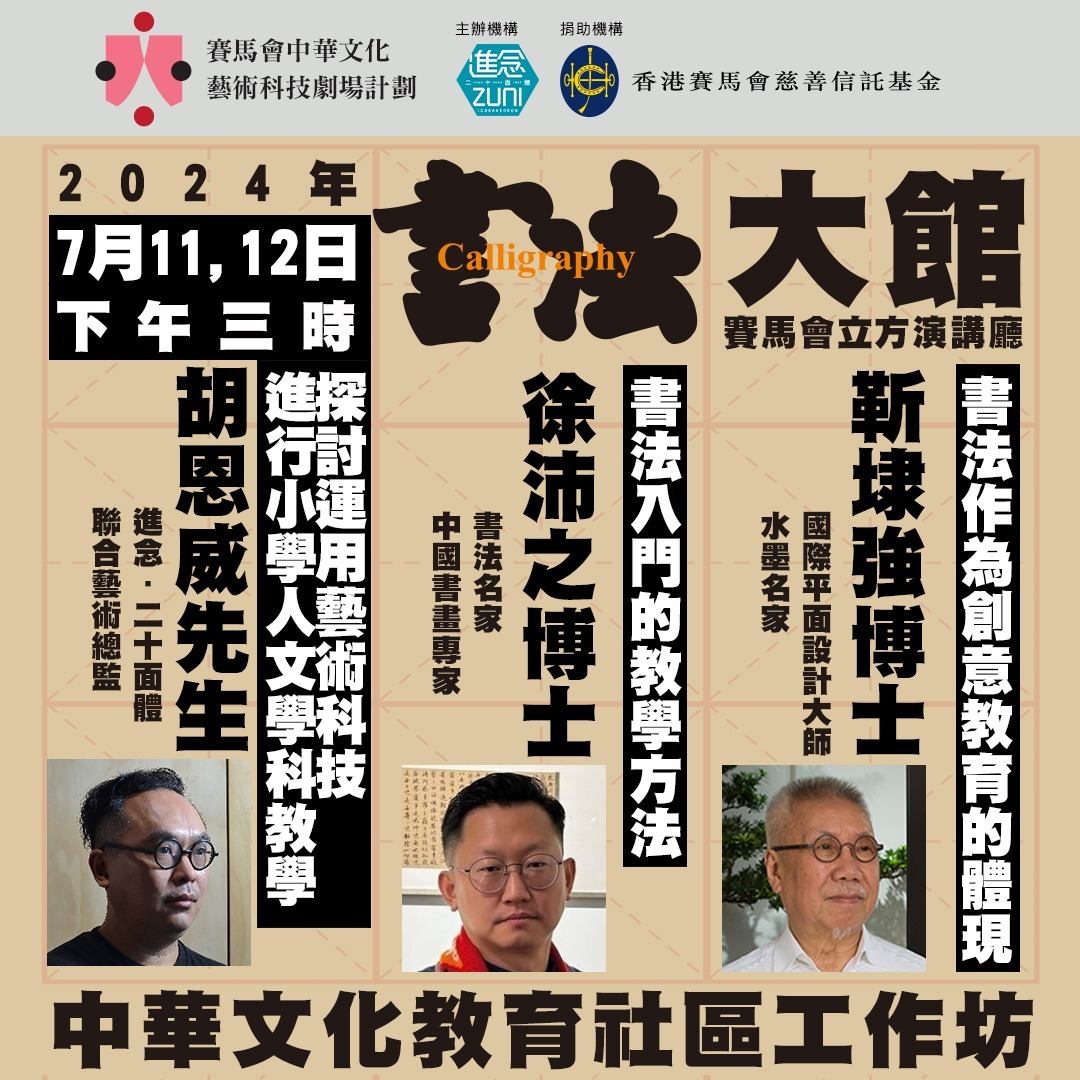 賽馬會中華文化
藝術科技劇場計劃
主辦機構
進念
二十面體
ZUNI
ICOSAHEDRON
捐助機構
香港賽馬會慈善信託基金
2024年
7月11, 12日
下午三時
書法
Calligraphy
大館
賽馬會立方演講廳
書法作為創意教育的體現
靳埭強博士
國際平面設計大師
水墨名家
書法入門的教學方法
徐沛之博士
書法名家
中國書畫專家
探討運用藝術科技
進行小學人文學科教學
胡恩威先生
進念·二十面體
聯合藝術總監
中華文化教育社區工作坊